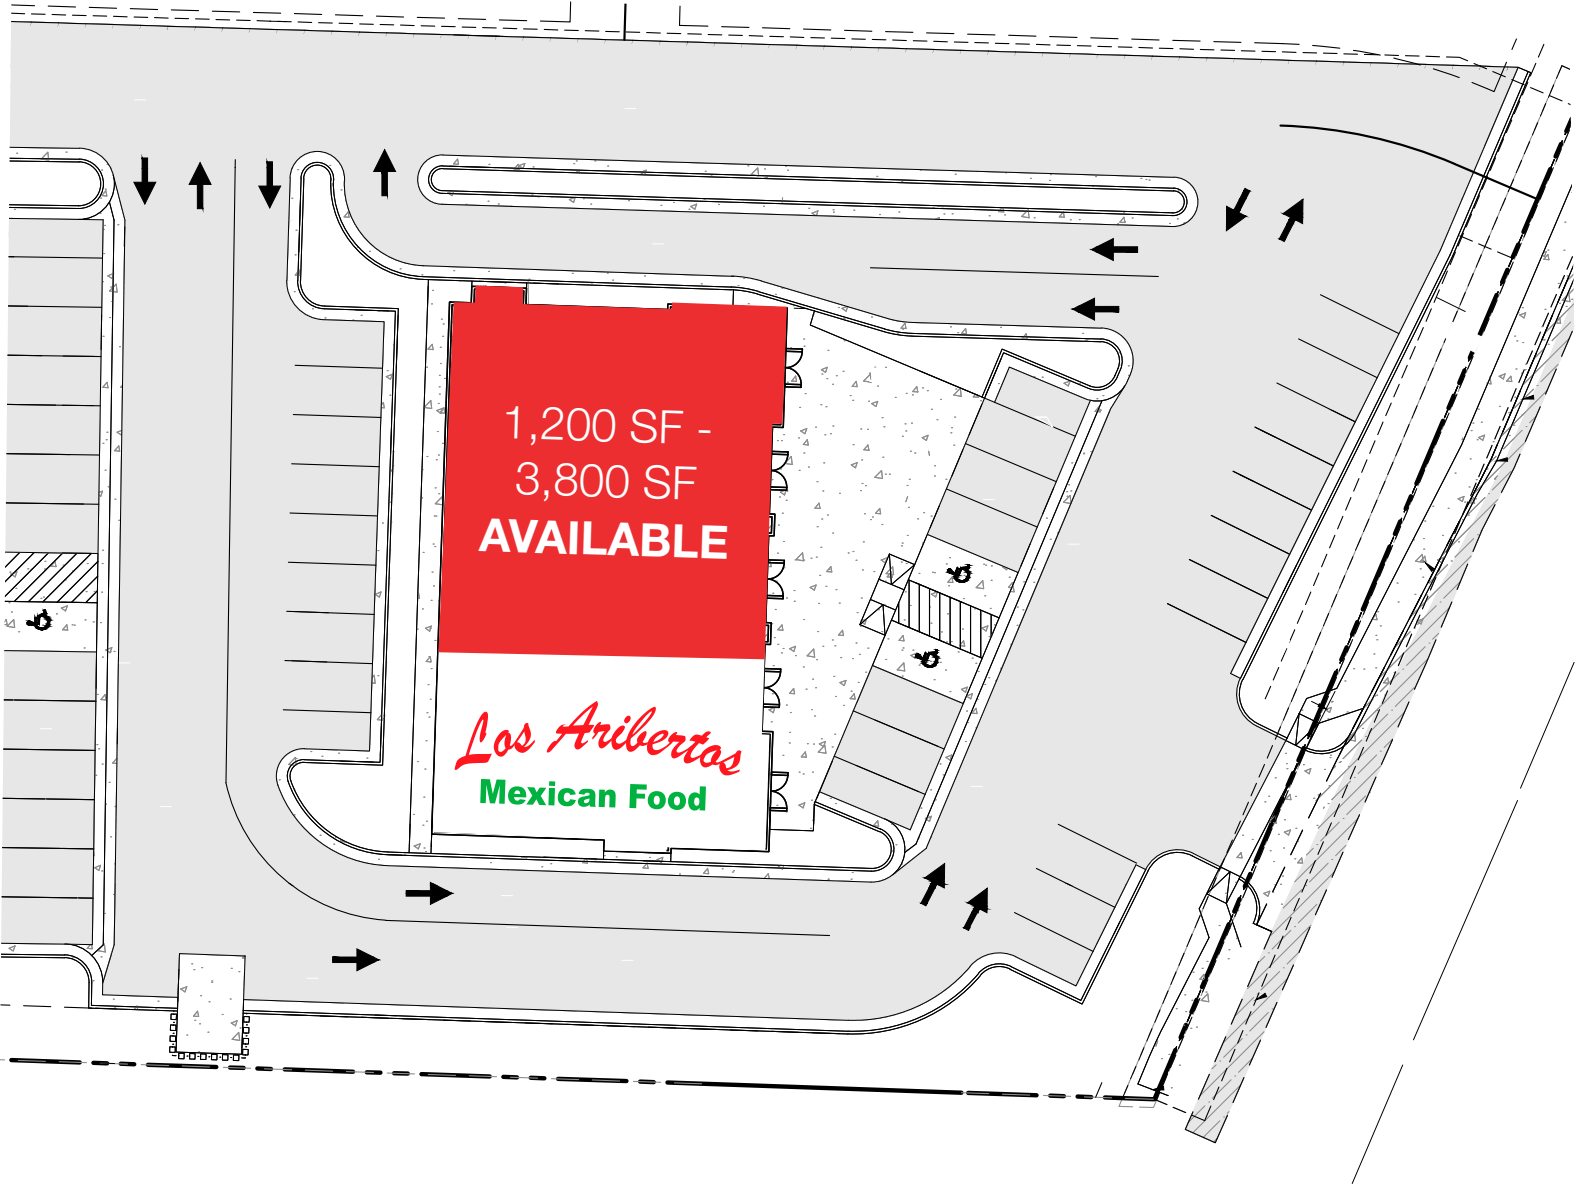 1,200 SF -
3,800 SF
AVAILABLE
Los Aribertos
Mexican Food